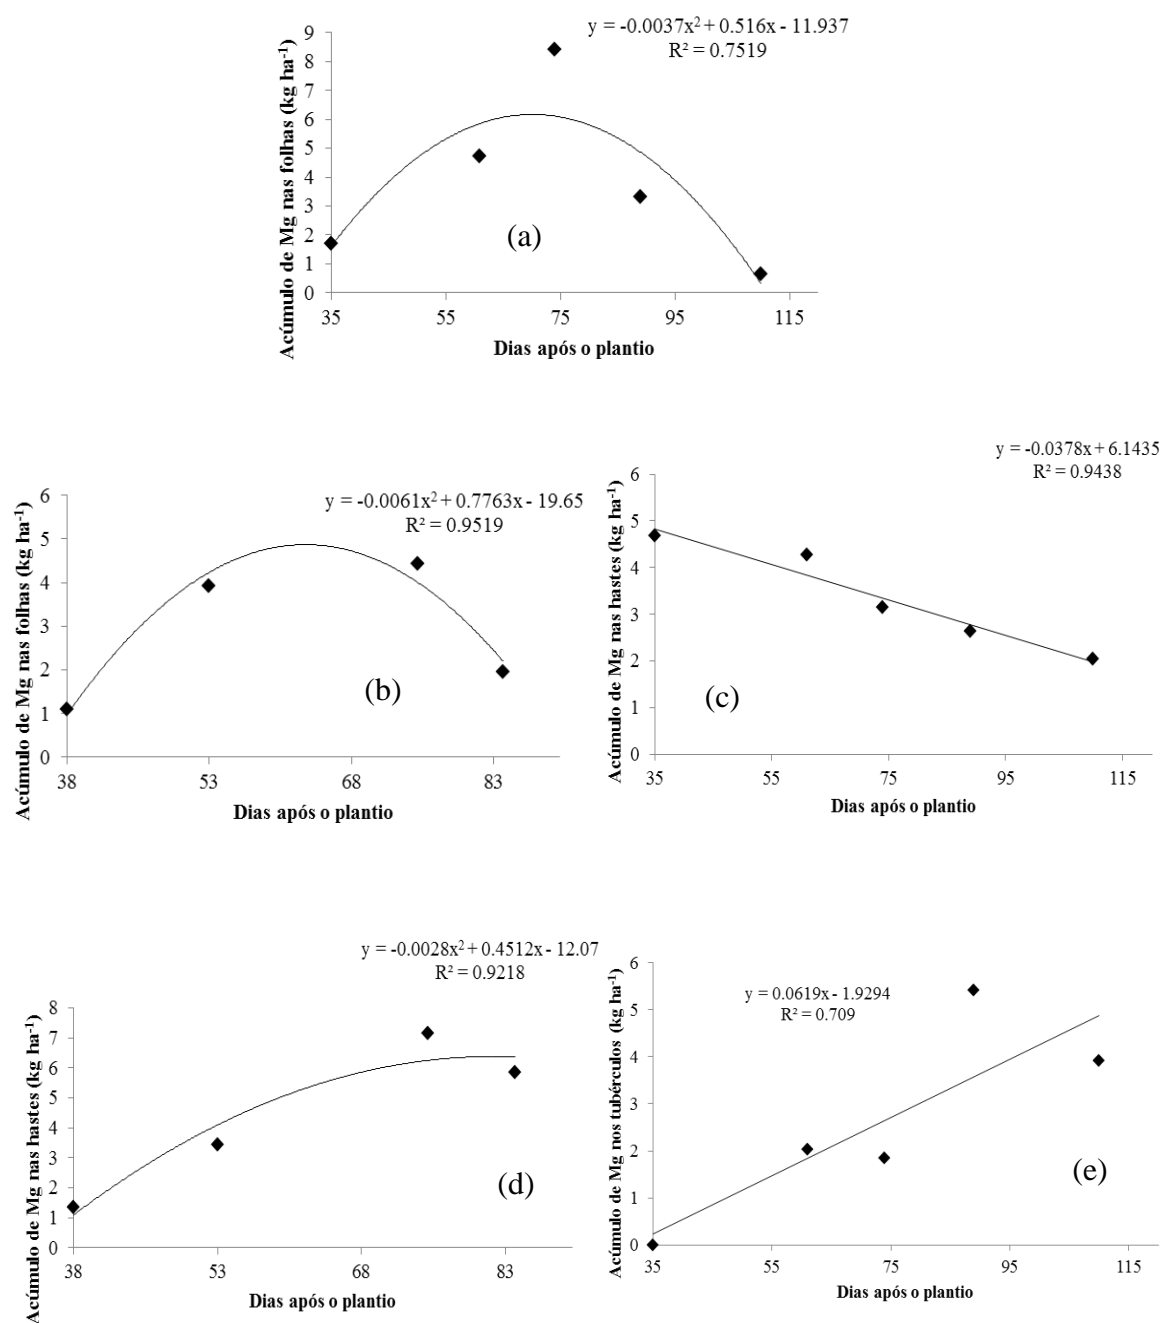 y = -0.0037x² + 0.516x - 11.937
R² = 0.7519
Acúmulo de Mg nas folhas (kg ha⁻¹)
9
8
7
6
5
4
3
2
1
0
(a)
35 55 75 95 115
Dias após o plantio
y = -0.0061x² + 0.7763x - 19.65
R² = 0.9519
Acúmulo de Mg nas folhas (kg ha⁻¹)
6
5
4
3
2
1
0
(b)
38 53 68 83
Dias após o plantio
y = -0.0378x + 6.1435
R² = 0.9438
Acúmulo de Mg nas hastes (kg ha⁻¹)
6
5
4
3
2
1
0
(c)
35 55 75 95 115
Dias após o plantio
y = -0.0028x² + 0.4512x - 12.07
R² = 0.9218
Acúmulo de Mg nas hastes (kg ha⁻¹)
8
7
6
5
4
3
2
1
0
(d)
38 53 68 83
Dias após o plantio
y = 0.0619x - 1.9294
R² = 0.709
Acúmulo de Mg nos tubérculos (kg ha⁻¹)
6
5
4
3
2
1
0
(e)
35 55 75 95 115
Dias após o plantio